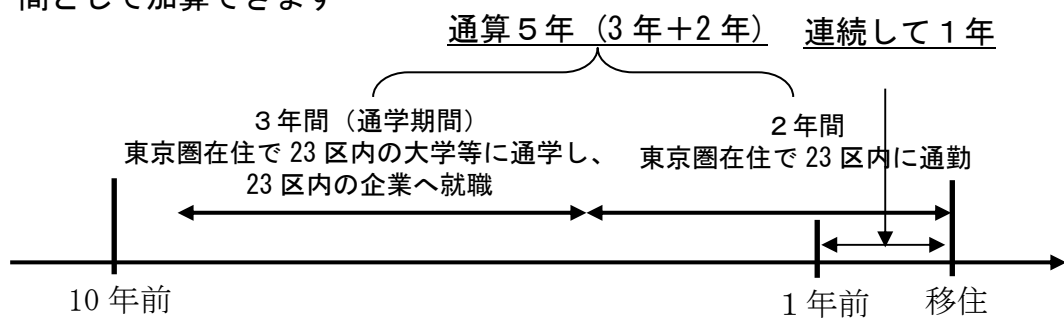 間として加算できます
通算５年（3年＋2年）
連続して１年
３年間（通学期間）
東京圏在住で 23 区内の大学等に通学し、
23 区内の企業へ就職
２年間
東京圏在住で 23 区内に通勤
10 年前
１年前
移住